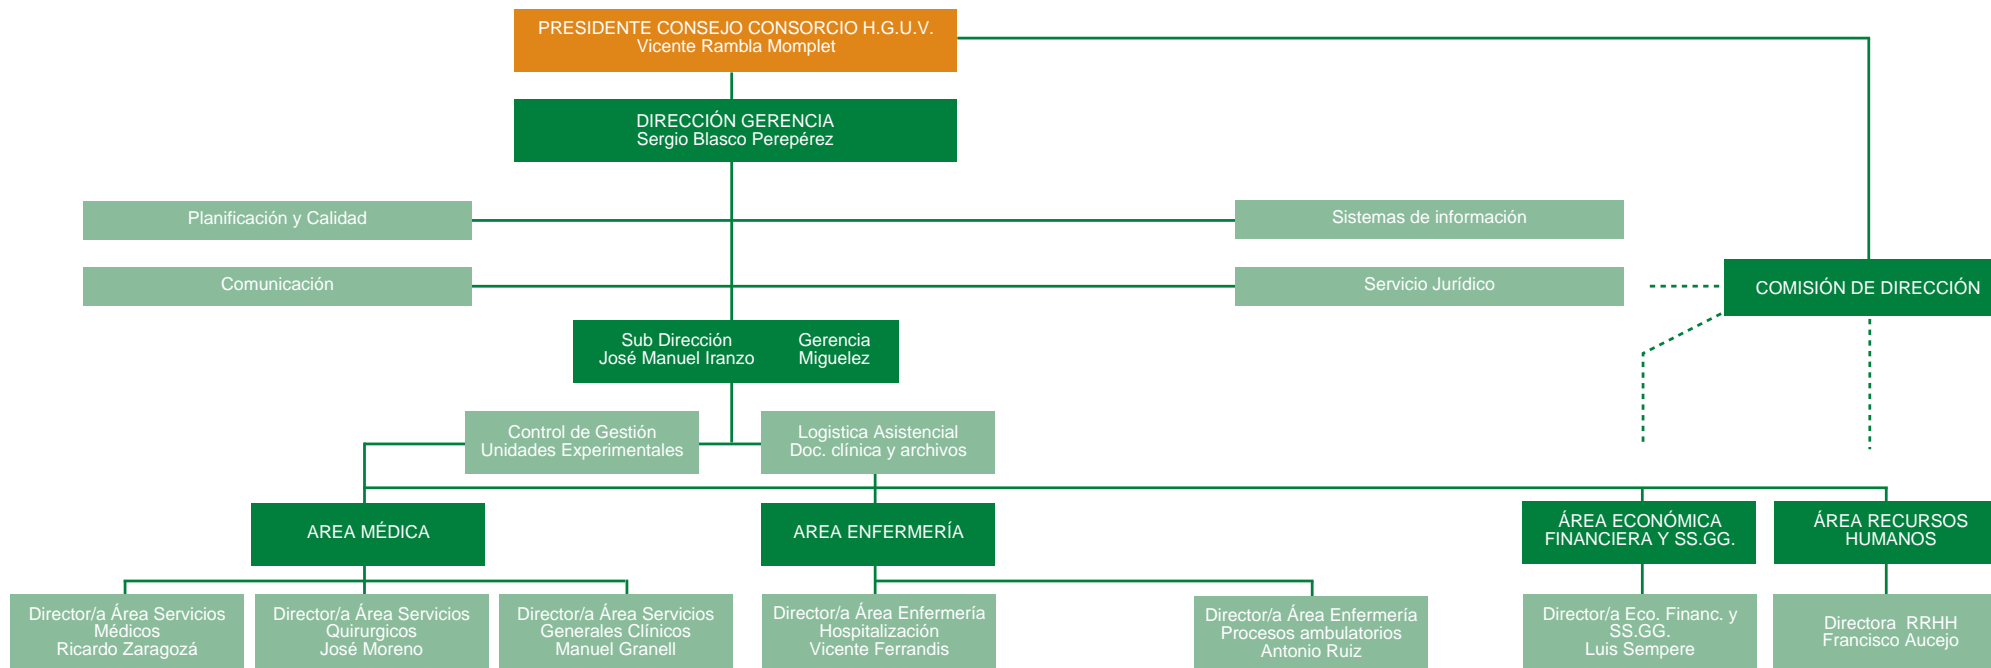 PRESIDENTE CONSEJO CONSORCIO H.G.U.V.
Vicente Rambla Momplet
DIRECCIÓN GERENCIA
Sergio Blasco Perepérez
Planificación y Calidad
Sistemas de información
Comunicación
Servicio Jurídico
COMISIÓN DE DIRECCIÓN
Sub Dirección Gerencia
José Manuel Iranzo Miguelez
Control de Gestión
Unidades Experimentales
Logistica Asistencial
Doc. clínica y archivos
AREA MÉDICA
AREA ENFERMERÍA
ÁREA ECONÓMICA
FINANCIERA Y SS.GG.
ÁREA RECURSOS
HUMANOS
Director/a Área Servicios
Médicos
Ricardo Zaragozá
Director/a Área Servicios
Quirurgicos
José Moreno
Director/a Área Servicios
Generales Clínicos
Manuel Granell
Director/a Área Enfermería
Hospitalización
Vicente Ferrandis
Director/a Área Enfermería
Procesos ambulatorios
Antonio Ruiz
Director/a Eco. Financ. y
SS.GG.
Luis Sempere
Directora RRHH
Francisco Aucejo